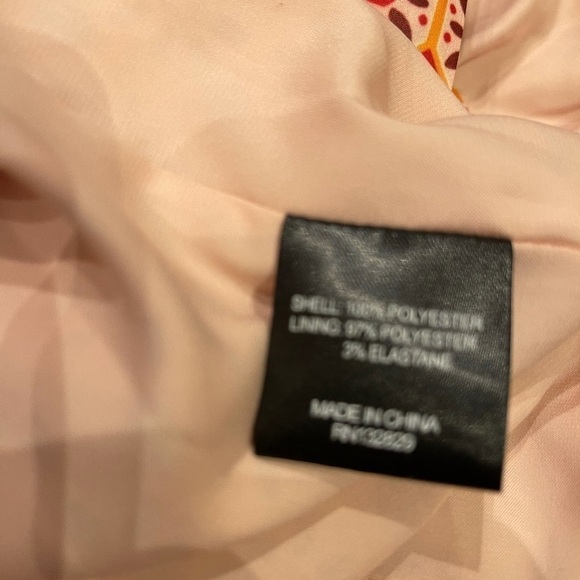 SHELL: 100% POLYESTER
LINING: 97% POLYESTER
3% ELASTANE
MADE IN CHINA
RN132829